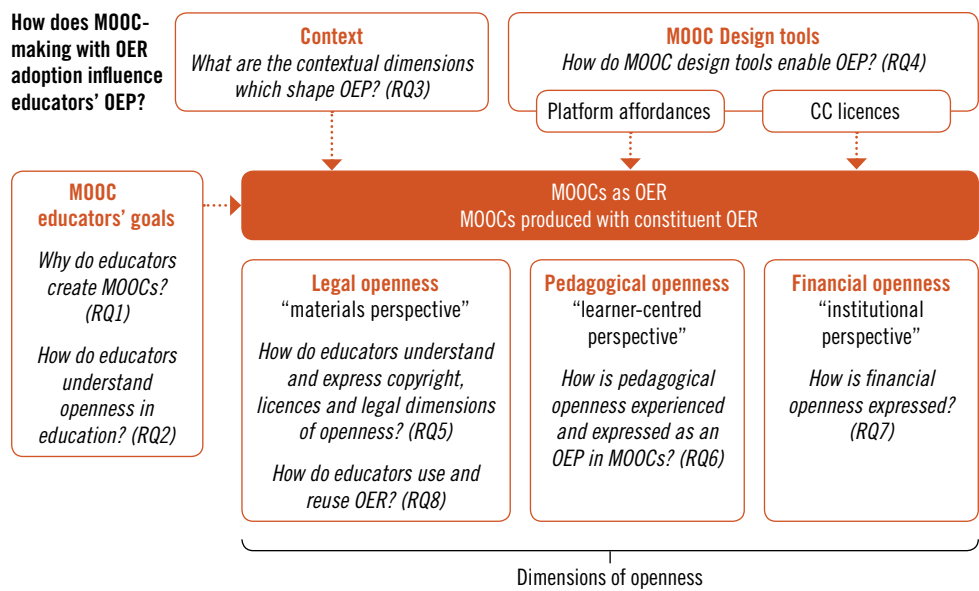 How does MOOC-
making with OER
adoption influence
educators' OEP?
Context
What are the contextual dimensions
which shape OEP? (RQ3)
MOOC Design tools
How do MOOC design tools enable OEP? (RQ4)
Platform affordances
CC licences
MOOC
educators' goals
Why do educators
create MOOCs?
(RQ1)
How do educators
understand
openness in
education? (RQ2)
MOOCs as OER
MOOCs produced with constituent OER
Legal openness
“materials perspective”
How do educators understand
and express copyright,
licences and legal dimensions
of openness? (RQ5)
How do educators use and
reuse OER? (RQ8)
Pedagogical openness
“learner-centred
perspective”
How is pedagogical
openness experienced
and expressed as an
OEP in MOOCs? (RQ6)
Financial openness
“institutional
perspective”
How is financial
openness expressed?
(RQ7)
Dimensions of openness